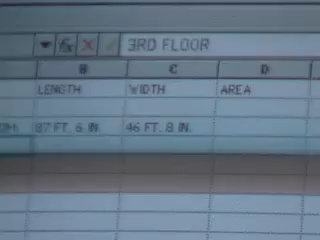 3RD FLOOR
B C D
LENGTH WIDTH AREA
87 FT. 6 IN. 46 FT. 8 IN.